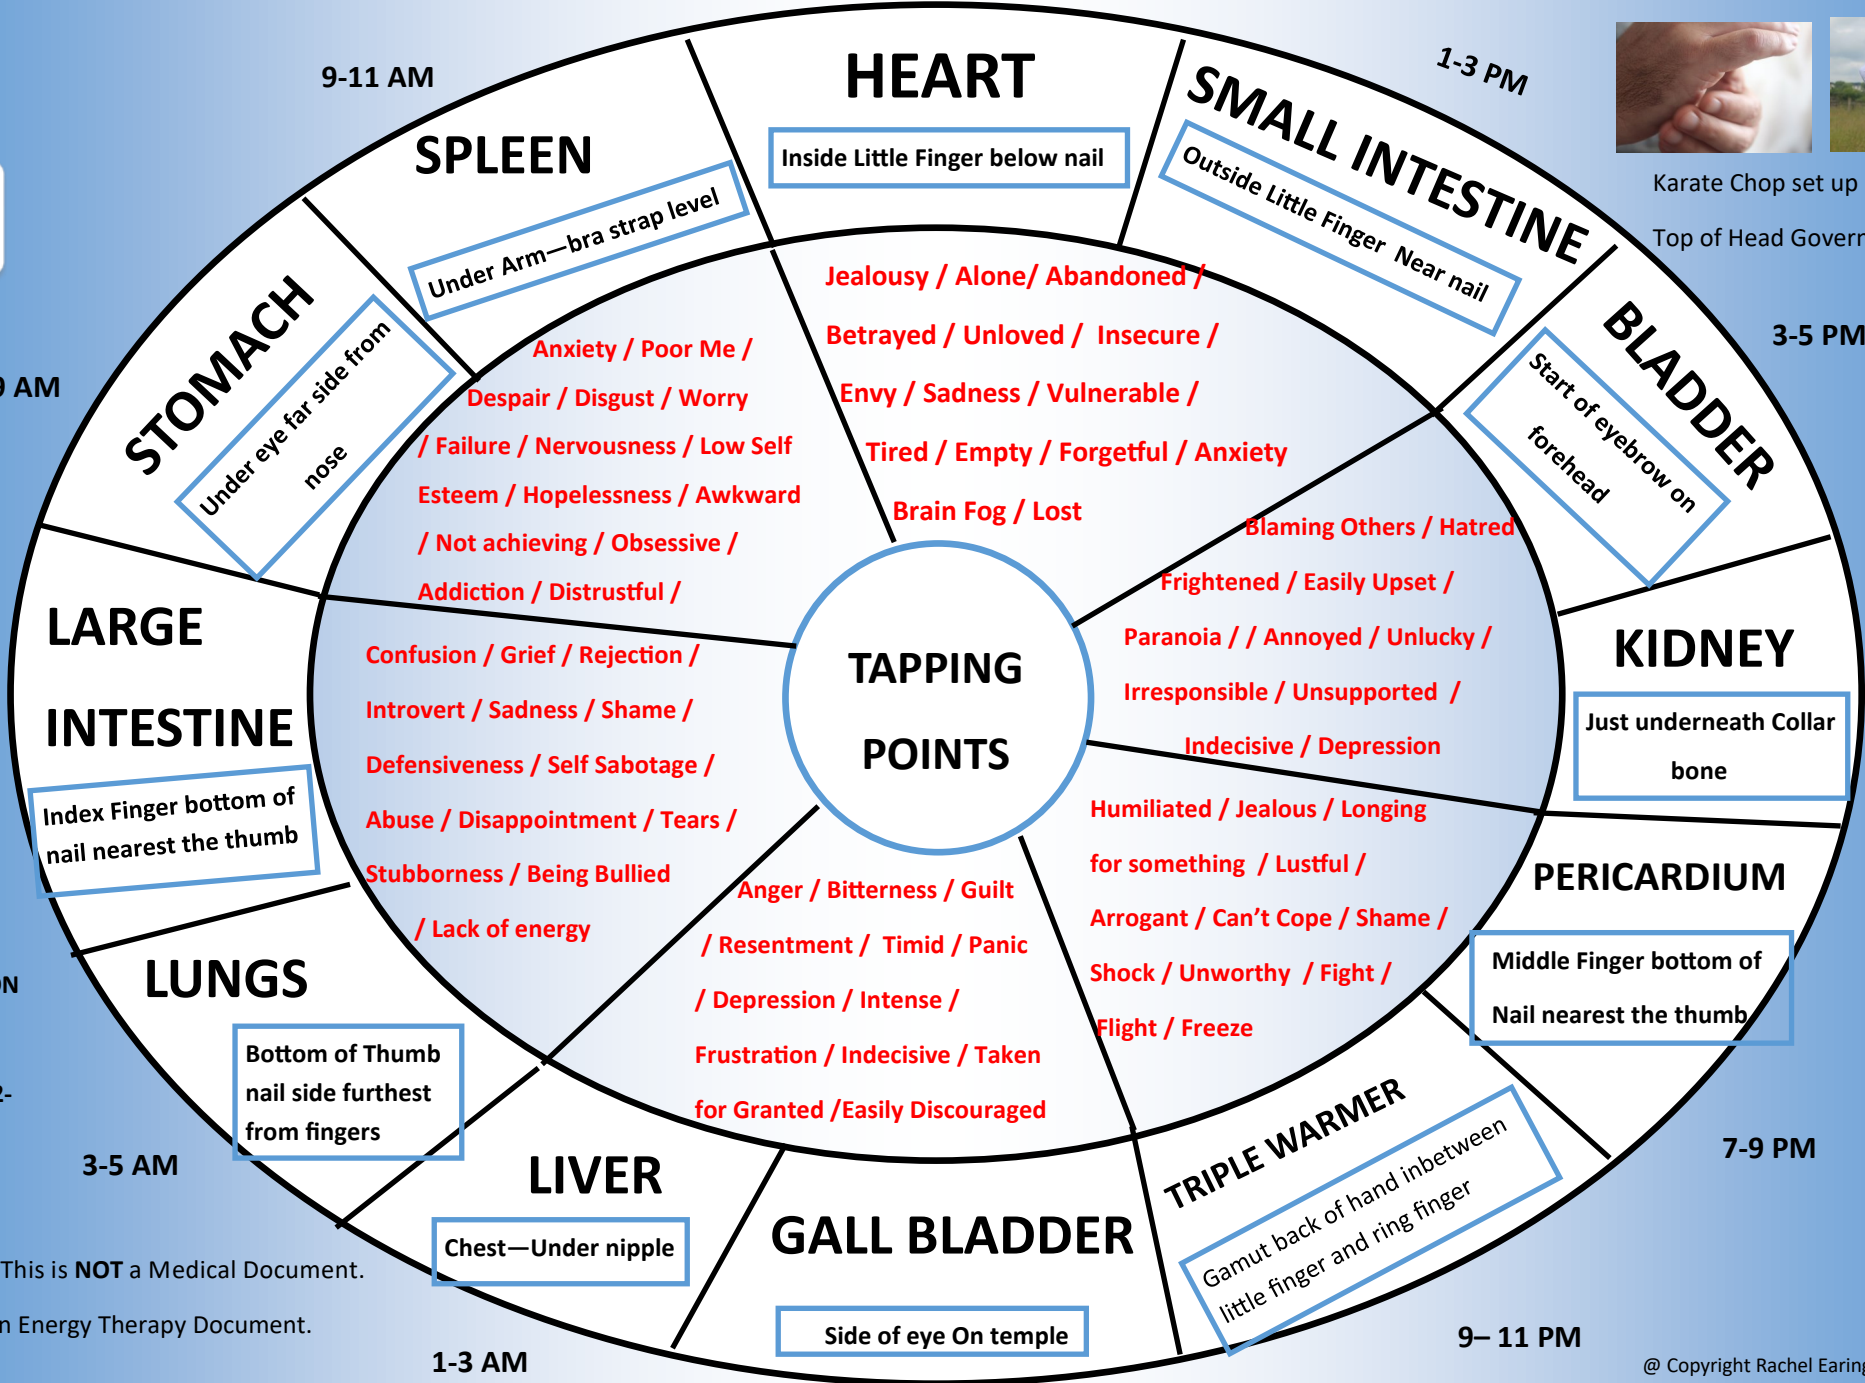 9-11 AM
HEART
Inside Little Finger below nail
1-3 PM
SMALL INTESTINE
Outside Little Finger Near nail
Karate Chop set up
Top of Head
SPLEEN
Under Arm—bra strap level
STOMACH
Under eye far side from
nose
AM
BLADDER
Start of eyebrow on
forehead
3-5 PM
Jealousy / Alone/ Abandoned /
Betrayed / Unloved / Insecure /
Envy / Sadness / Vulnerable /
Tired / Empty / Forgetful / Anxiety
Brain Fog / Lost
Anxiety / Poor Me /
Despair / Disgust / Worry
/ Failure / Nervousness / Low Self
Esteem / Hopelessness / Awkward
/ Not achieving / Obsessive /
Addiction / Distrustful /
Blaming Others / Hatred
Frightened / Easily Upset /
Paranoia / / Annoyed / Unlucky /
Irresponsible / Unsupported /
Indecisive / Depression
TAPPING
POINTS
LARGE
INTESTINE
Index Finger bottom of
nail nearest the thumb
Confusion / Grief / Rejection /
Introvert / Sadness / Shame /
Defensiveness / Self Sabotage /
Abuse / Disappointment / Tears /
Stubborness / Being Bullied
/ Lack of energy
KIDNEY
Just underneath Collar
bone
Humiliated / Jealous / Longing
for something / Lustful /
Arrogant / Can't Cope / Shame /
Shock / Unworthy / Fight /
Flight / Freeze
PERICARDIUM
Middle Finger bottom of
Nail nearest the thumb
Anger / Bitterness / Guilt
/ Resentment / Timid / Panic
/ Depression / Intense /
Frustration / Indecisive / Taken
for Granted /Easily Discouraged
LUNGS
Bottom of Thumb
nail side furthest
from fingers
3-5 AM
LIVER
Chest—Under nipple
GALL BLADDER
Side of eye On temple
TRIPLE WARMER
Gamut back of hand inbetween
little finger and ring finger
7-9 PM
9– 11 PM
1-3 AM
This is NOT a Medical Document.
Energy Therapy Document.
@ Copyright Rachel